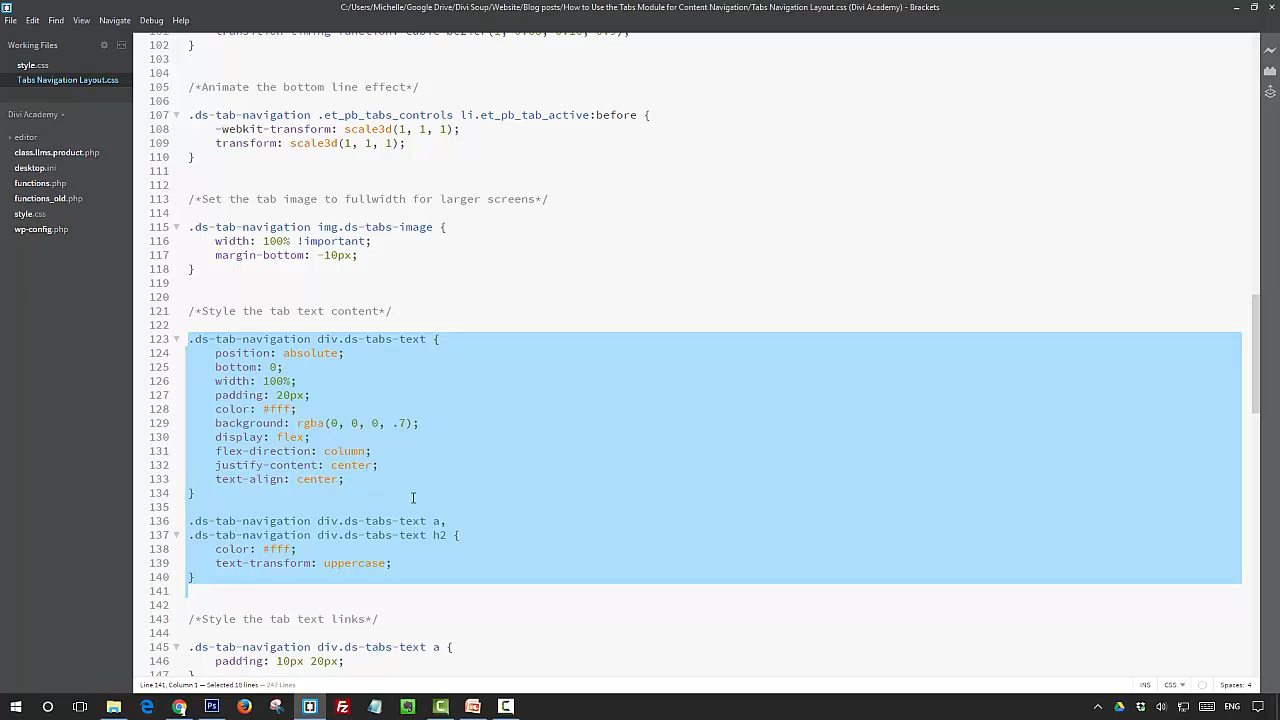 C:/Users/Michelle/Google Drive/Divi Soup/Website/Blog posts/How to Use the Tabs Module for Content Navigation/Tabs Navigation Layout.css (Divi Academy) - Brackets
File Edit Find View Navigate Debug Help
Working Files
style.css
Tabs Navigation Layout.css
Divi Academy
editor
class.llms.product.php
desktop.ini
functions.php
functions_old.php
style.css
wp-config.php
102 }
103
104
105 /*Animate the bottom line effect*/
106
107 .ds-tab-navigation .et_pb_tabs_controls li.et_pb_tab_active:before {
108 -webkit-transform: scale3d(1, 1, 1);
109 transform: scale3d(1, 1, 1);
110 }
111
112
113 /*Set the tab image to fullwidth for larger screens*/
114
115 .ds-tab-navigation img.ds-tabs-image {
116 width: 100% !important;
117 margin-bottom: -10px;
118 }
119
120
121 /*Style the tab text content*/
122
123 .ds-tab-navigation div.ds-tabs-text {
124 position: absolute;
125 bottom: 0;
126 width: 100%;
127 padding: 20px;
128 color: #fff;
129 background: rgba(0, 0, 0, .7);
130 display: flex;
131 flex-direction: column;
132 justify-content: center;
133 text-align: center;
134 }
135
136 .ds-tab-navigation div.ds-tabs-text a,
137 .ds-tab-navigation div.ds-tabs-text h2 {
138 color: #fff;
139 text-transform: uppercase;
140 }
141
142
143 /*Style the tab text links*/
144
145 .ds-tab-navigation div.ds-tabs-text a {
146 padding: 10px 20px;
147 }
Line 141, Column 1 — Selected 18 lines — 247 Lines
INS CSS Spaces: 4
ENG